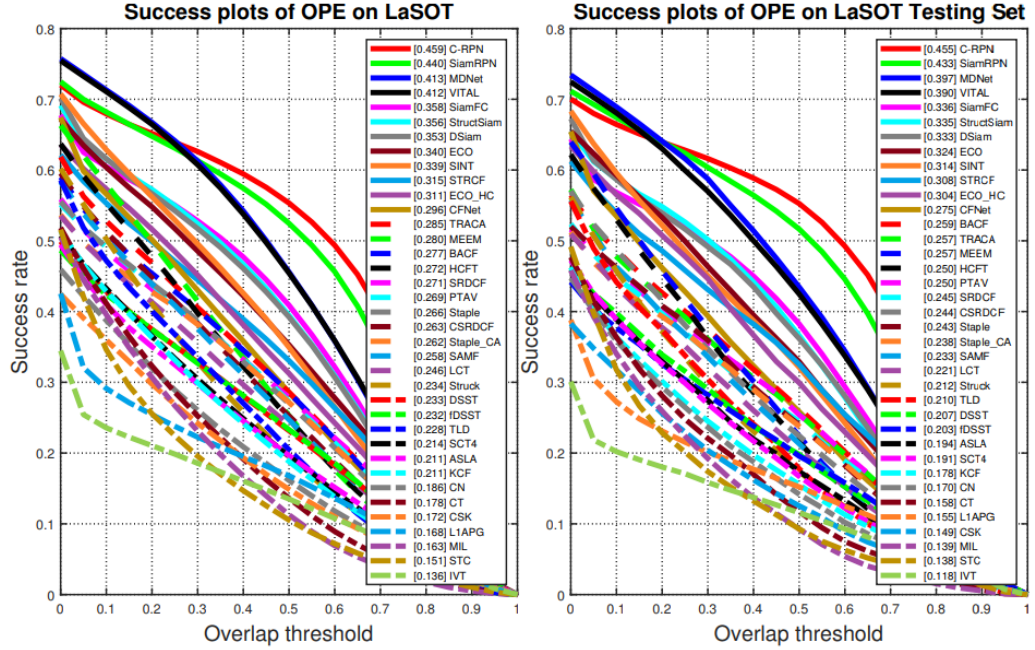 Success plots of OPE on LaSOT
0.8
0.7
0.6
0.5
0.4
0.3
0.2
0.1
0
Success rate
[0.459] C-RPN
[0.440] SiamRPN
[0.413] MDNet
[0.412] VITAL
[0.358] SiamFC
[0.356] StructSiam
[0.353] DSiam
[0.340] ECO
[0.339] SINT
[0.315] STRCF
[0.311] ECO_HC
[0.296] CFNet
[0.285] TRACA
[0.280] MEEM
[0.277] BACF
[0.272] HCFT
[0.271] SRDCF
[0.269] PTAV
[0.266] Staple
[0.263] CSRDCF
[0.262] Staple_CA
[0.258] SAMF
[0.246] LCT
[0.234] Struck
[0.233] DSST
[0.232] fDSST
[0.228] TLD
[0.214] SCT4
[0.211] ASLA
[0.211] KCF
[0.186] CN
[0.178] CT
[0.172] CSK
[0.168] L1APG
[0.163] MIL
[0.151] STC
[0.136] IVT
0 0.1 0.2 0.3 0.4 0.5 0.6 0.7 0.8 0.9 1
Overlap threshold
Success plots of OPE on LaSOT Testing Set
0.8
0.7
0.6
0.5
0.4
0.3
0.2
0.1
0
Success rate
[0.455] C-RPN
[0.433] SiamRPN
[0.397] MDNet
[0.390] VITAL
[0.336] SiamFC
[0.335] StructSiam
[0.333] DSiam
[0.324] ECO
[0.314] SINT
[0.308] STRCF
[0.304] ECO_HC
[0.275] CFNet
[0.259] BACF
[0.257] TRACA
[0.257] MEEM
[0.250] HCFT
[0.250] PTAV
[0.245] SRDCF
[0.244] CSRDCF
[0.243] Staple
[0.238] Staple_CA
[0.233] SAMF
[0.221] LCT
[0.212] Struck
[0.210] TLD
[0.207] DSST
[0.203] fDSST
[0.194] ASLA
[0.191] SCT4
[0.178] KCF
[0.170] CN
[0.158] CT
[0.155] L1APG
[0.149] CSK
[0.139] MIL
[0.138] STC
[0.118] IVT
0 0.1 0.2 0.3 0.4 0.5 0.6 0.7 0.8 0.9 1
Overlap threshold